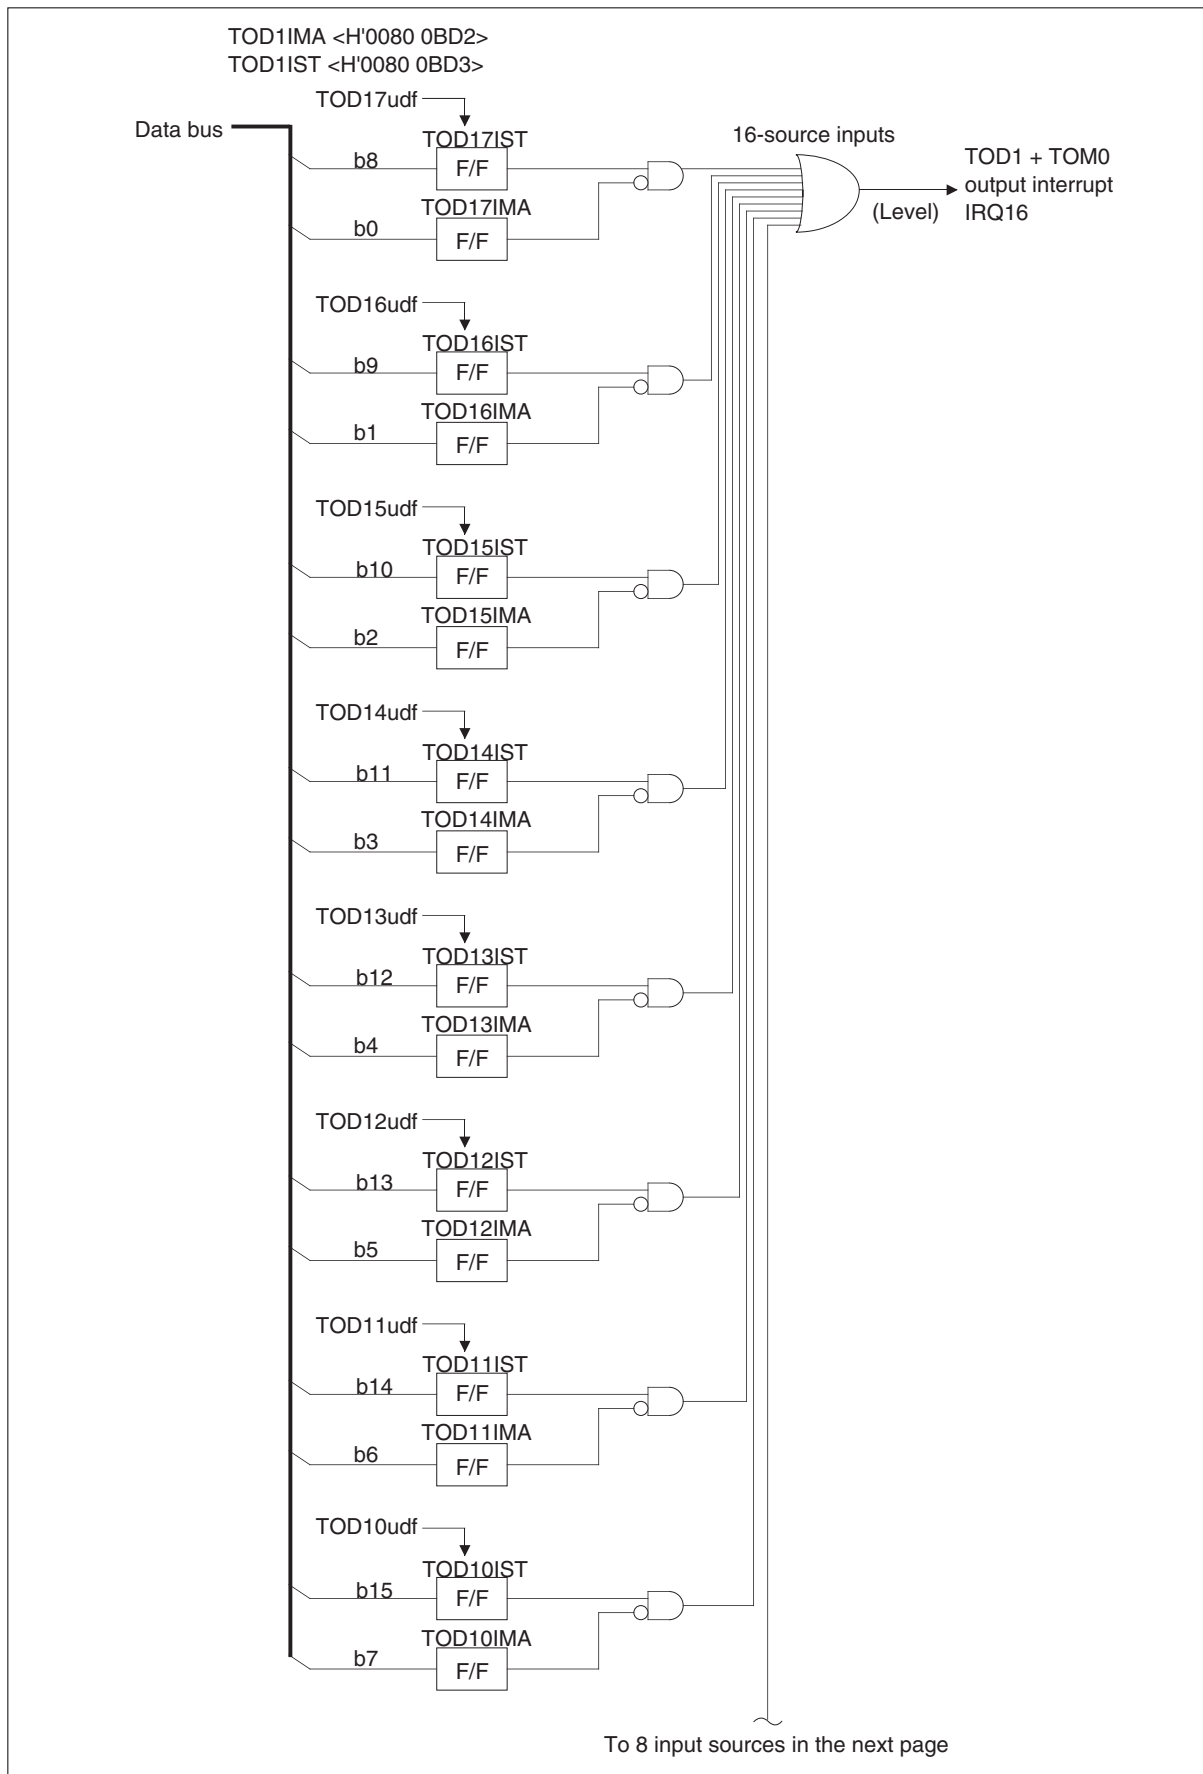 TOD1IMA <H'0080 0BD2>
TOD1IST <H'0080 0BD3>
TOD17udf
Data bus
TOD17IST
16-source inputs
b8
F/F
TOD1 + TOM0
output interrupt
IRQ16
(Level)
TOD17IMA
b0
F/F
TOD16udf
TOD16IST
b9
F/F
TOD16IMA
b1
F/F
TOD15udf
TOD15IST
b10
F/F
TOD15IMA
b2
F/F
TOD14udf
TOD14IST
b11
F/F
TOD14IMA
b3
F/F
TOD13udf
TOD13IST
b12
F/F
TOD13IMA
b4
F/F
TOD12udf
TOD12IST
b13
F/F
TOD12IMA
b5
F/F
TOD11udf
TOD11IST
b14
F/F
TOD11IMA
b6
F/F
TOD10udf
TOD10IST
b15
F/F
TOD10IMA
b7
F/F
To 8 input sources in the next page